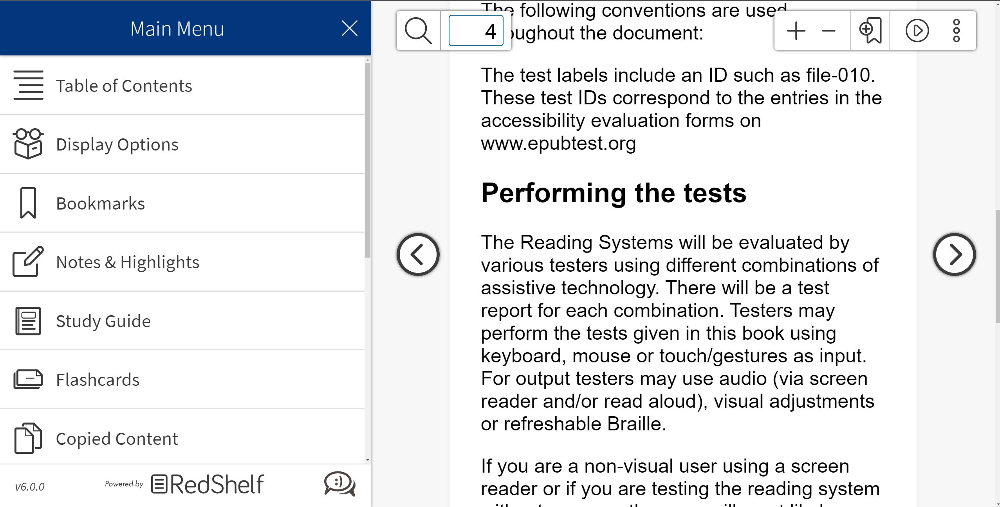 Main Menu
Table of Contents
Display Options
Bookmarks
Notes & Highlights
Study Guide
Flashcards
Copied Content
v6.0.0
Powered by
RedShelf
:)
4
The following conventions are used
oughout the document:
The test labels include an ID such as file-010.
These test IDs correspond to the entries in the
accessibility evaluation forms on
www.epubtest.org
Performing the tests
The Reading Systems will be evaluated by
various testers using different combinations of
assistive technology. There will be a test
report for each combination. Testers may
perform the tests given in this book using
keyboard, mouse or touch/gestures as input.
For output testers may use audio (via screen
reader and/or read aloud), visual adjustments
or refreshable Braille.
If you are a non-visual user using a screen
reader or if you are testing the reading system